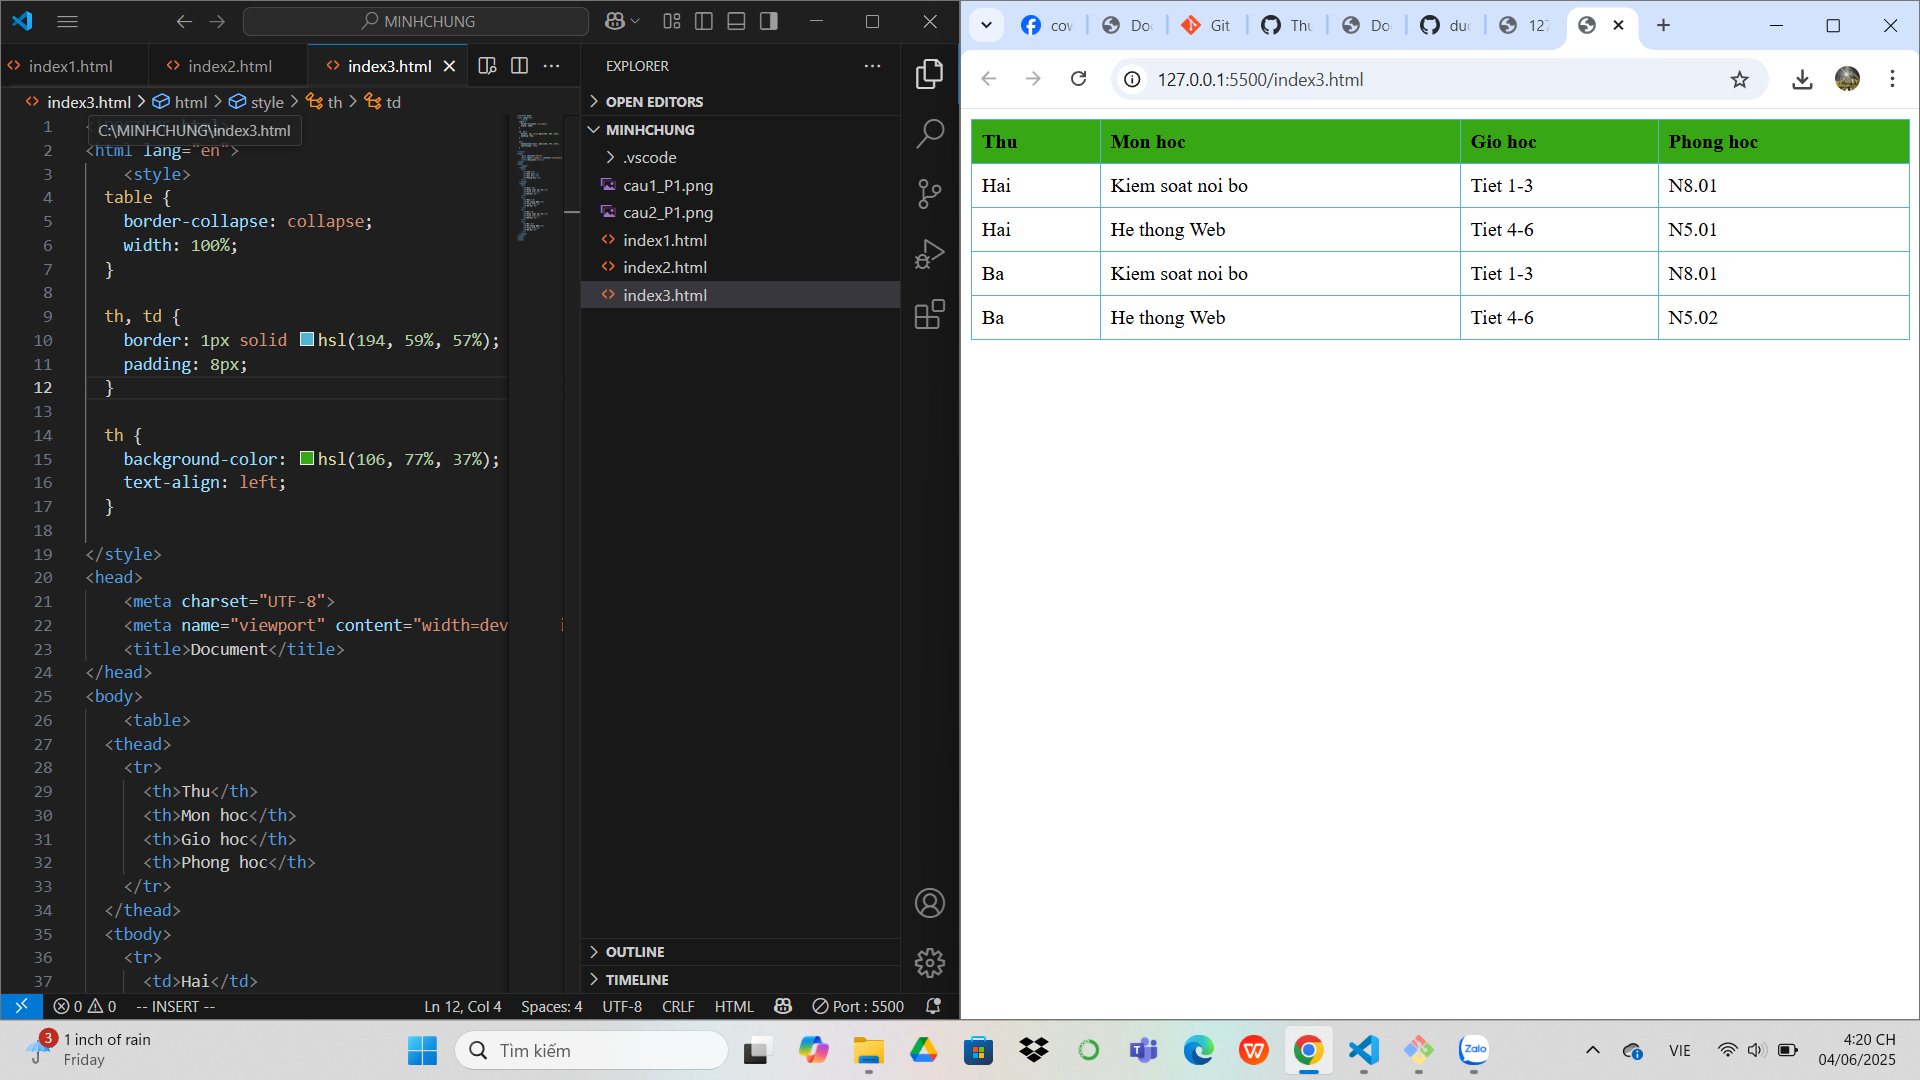 MINHCHUNG
index1.html
index2.html
index3.html
index3.html > html > style > th > td
C:\MINHCHUNG\index3.html
1
2 <html lang="en">
3 <style>
4 table {
5 border-collapse: collapse;
6 width: 100%;
7 }
8
9 th, td {
10 border: 1px solid hsl(194, 59%, 57%);
11 padding: 8px;
12 }
13
14 th {
15 background-color: hsl(106, 77%, 37%);
16 text-align: left;
17 }
18
19 </style>
20 <head>
21 <meta charset="UTF-8">
22 <meta name="viewport" content="width=dev
23 <title>Document</title>
24 </head>
25 <body>
26 <table>
27 <thead>
28 <tr>
29 <th>Thu</th>
30 <th>Mon hoc</th>
31 <th>Gio hoc</th>
32 <th>Phong hoc</th>
33 </tr>
34 </thead>
35 <tbody>
36 <tr>
37 <td>Hai</td>
EXPLORER
OPEN EDITORS
MINHCHUNG
.vscode
cau1_P1.png
cau2_P1.png
index1.html
index2.html
index3.html
OUTLINE
TIMELINE
0 0 -- INSERT -- Ln 12, Col 4 Spaces: 4 UTF-8 CRLF HTML Port : 5500
cov Do Git Thu Do duc 127
127.0.0.1:5500/index3.html
Thu Mon hoc Gio hoc Phong hoc
Hai Kiem soat noi bo Tiet 1-3 N8.01
Hai He thong Web Tiet 4-6 N5.01
Ba Kiem soat noi bo Tiet 1-3 N8.01
Ba He thong Web Tiet 4-6 N5.02
3
1 inch of rain
Friday
Tìm kiếm
Zalo
VIE
4:20 CH
04/06/2025